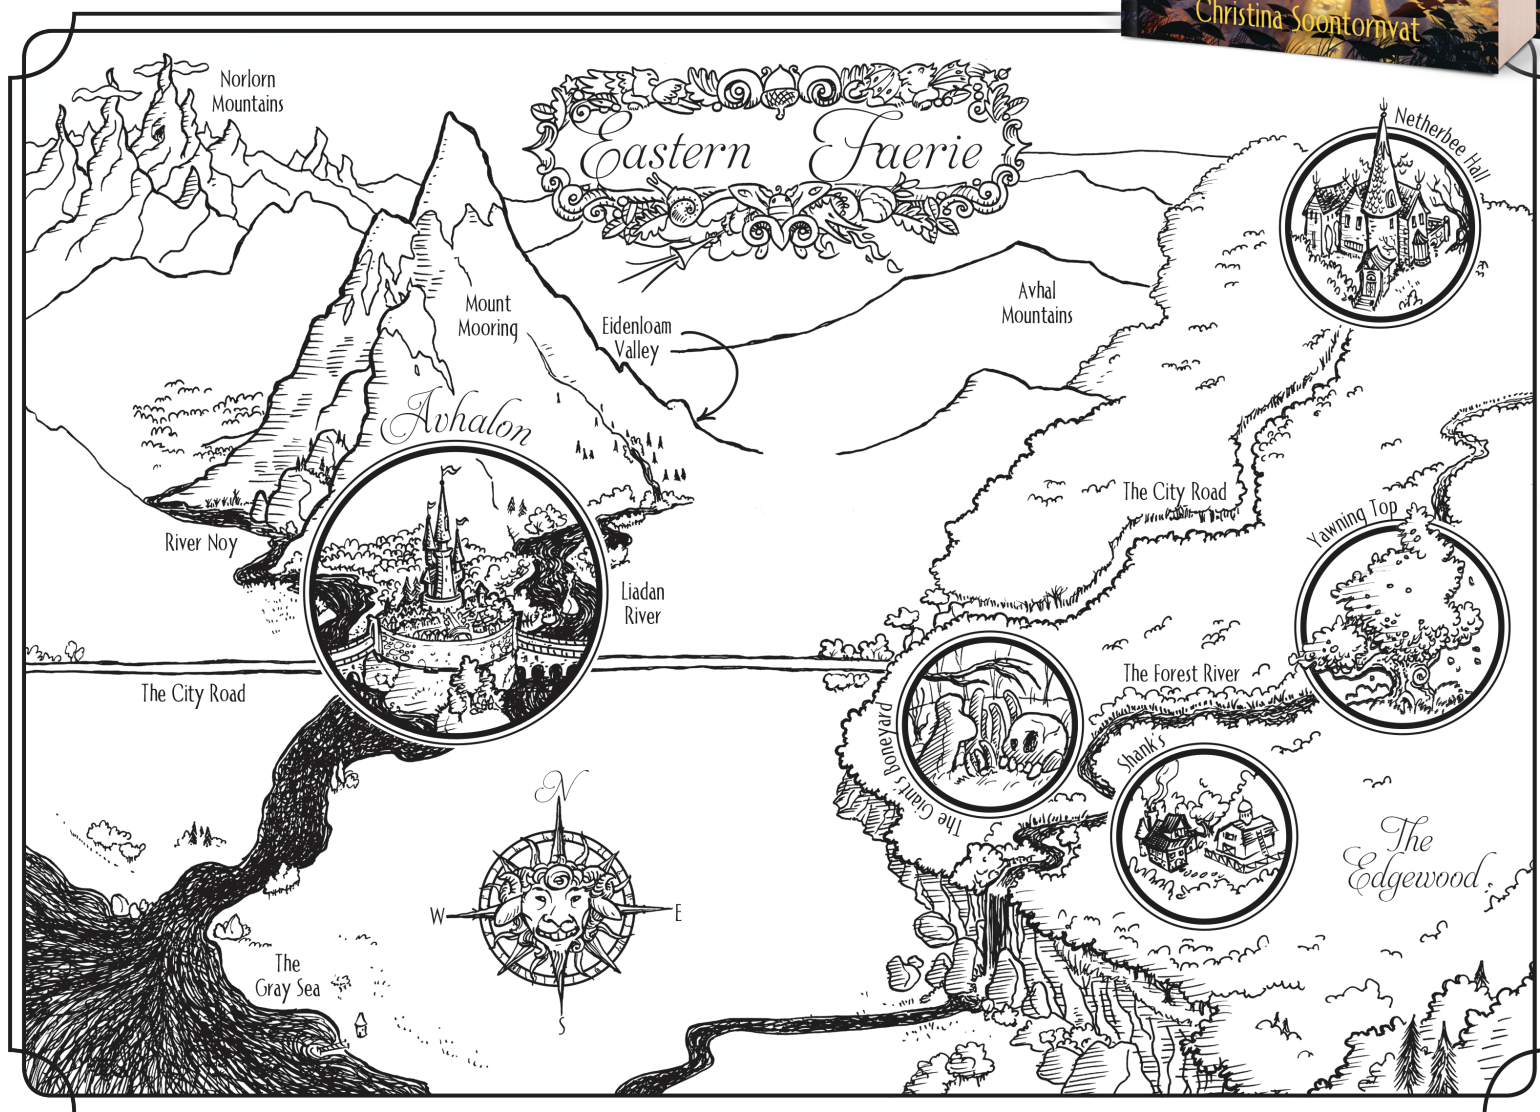 Christina Soontornvat
Norlorn
Mountains
Eastern Faerie
Netherbee Hall
Mount
Mooring
Eidenloam
Valley
Avhal
Mountains
Avhalon
The City Road
Yawning Top
River Noy
Liadan
River
The City Road
The Forest River
The Giant's Boneyard
Shank's
N
The
Edgewood
W
E
The
Gray Sea
S